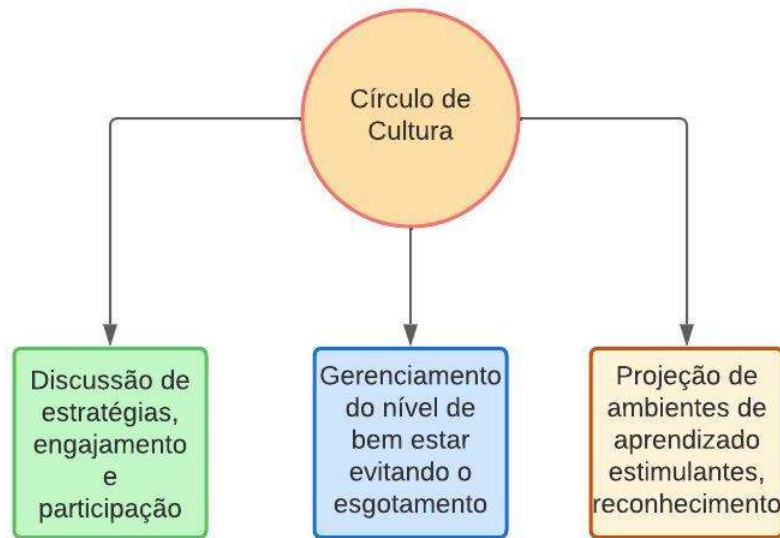 Círculo de
Cultura
Discussão de
estratégias,
engajamento
e
participação
Gerenciamento
do nível de
bem estar
evitando o
esgotamento
Projeção de
ambientes de
aprendizado
estimulantes,
reconhecimento